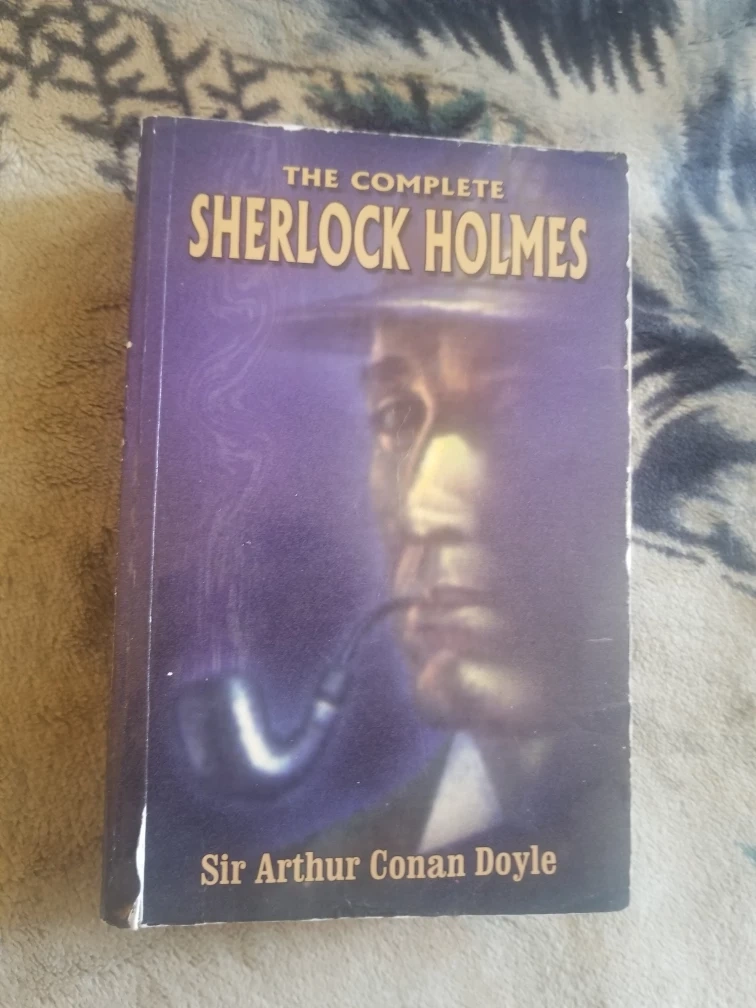 THE COMPLETE
SHERLOCK HOLMES
Sir Arthur Conan Doyle